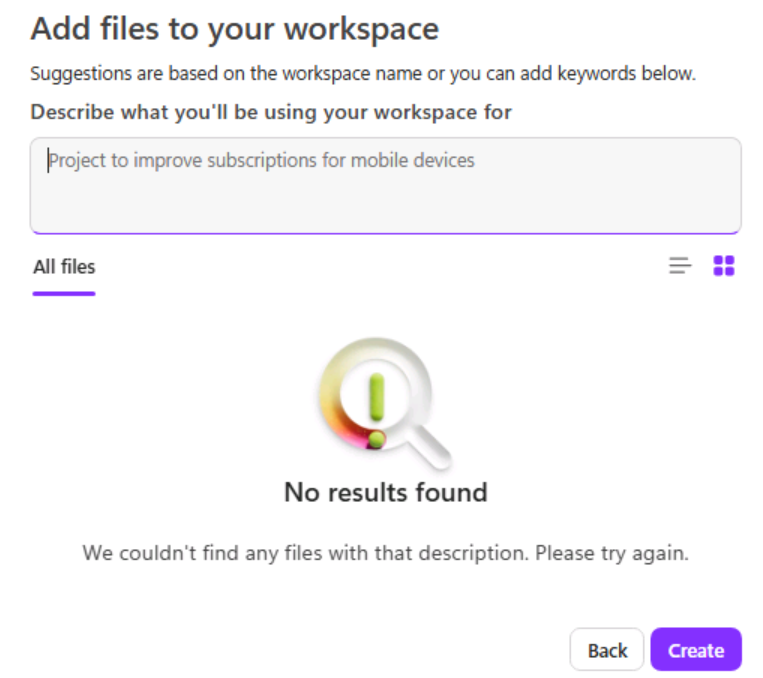 Add files to your workspace
Suggestions are based on the workspace name or you can add keywords below.
Describe what you'll be using your workspace for
Project to improve subscriptions for mobile devices
All files
No results found
We couldn't find any files with that description. Please try again.
Back
Create